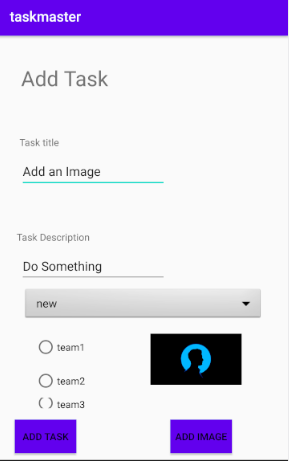 taskmaster
Add Task
Task title
Add an Image
Task Description
Do Something
new
team1
team2
team3
ADD TASK
ADD IMAGE